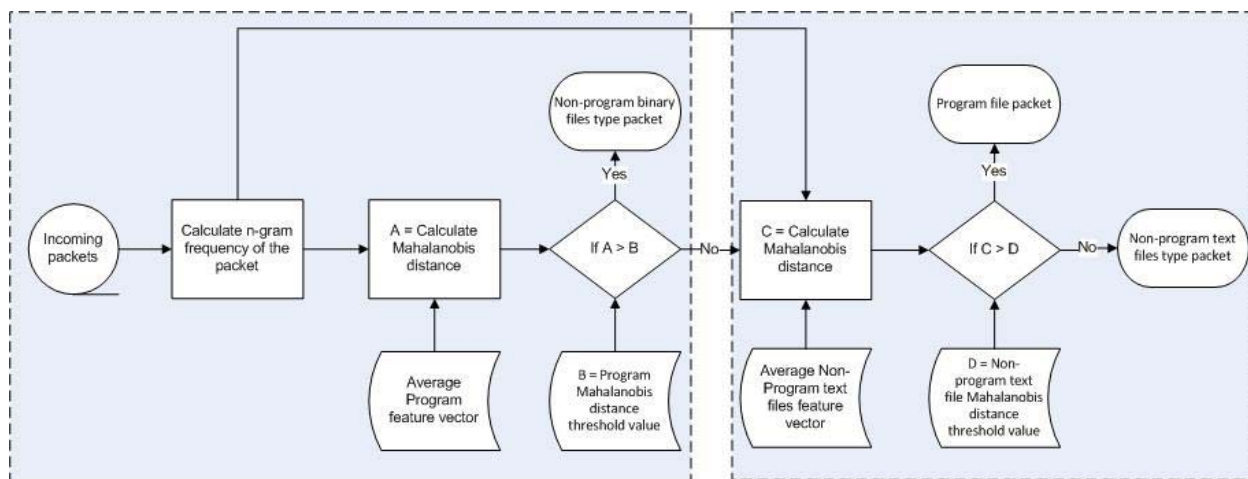 Incoming
packets
Calculate n-gram
frequency of the
packet
A = Calculate
Mahalanobis
distance
Average
Program
feature vector
If A > B
Yes
Non-program binary
files type packet
B = Program
Mahalanobis
distance
threshold value
No
C = Calculate
Mahalanobis
distance
Average Non-
Program text
files feature
vector
If C > D
Yes
Program file packet
D = Non-
program text
file Mahalanobis
distance
threshold value
No
Non-program text
files type packet